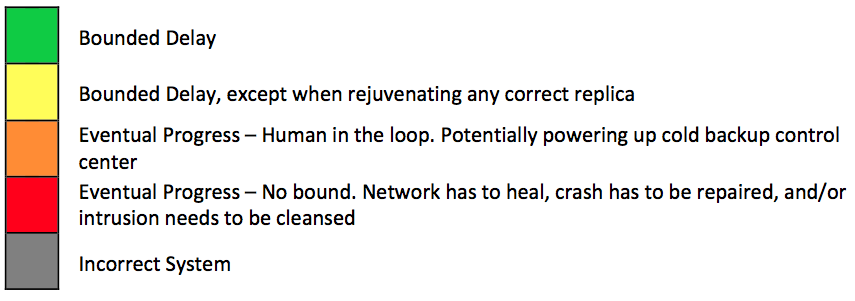 Bounded Delay
Bounded Delay, except when rejuvenating any correct replica
Eventual Progress – Human in the loop. Potentially powering up cold backup control
center
Eventual Progress – No bound. Network has to heal, crash has to be repaired, and/or
intrusion needs to be cleansed
Incorrect System